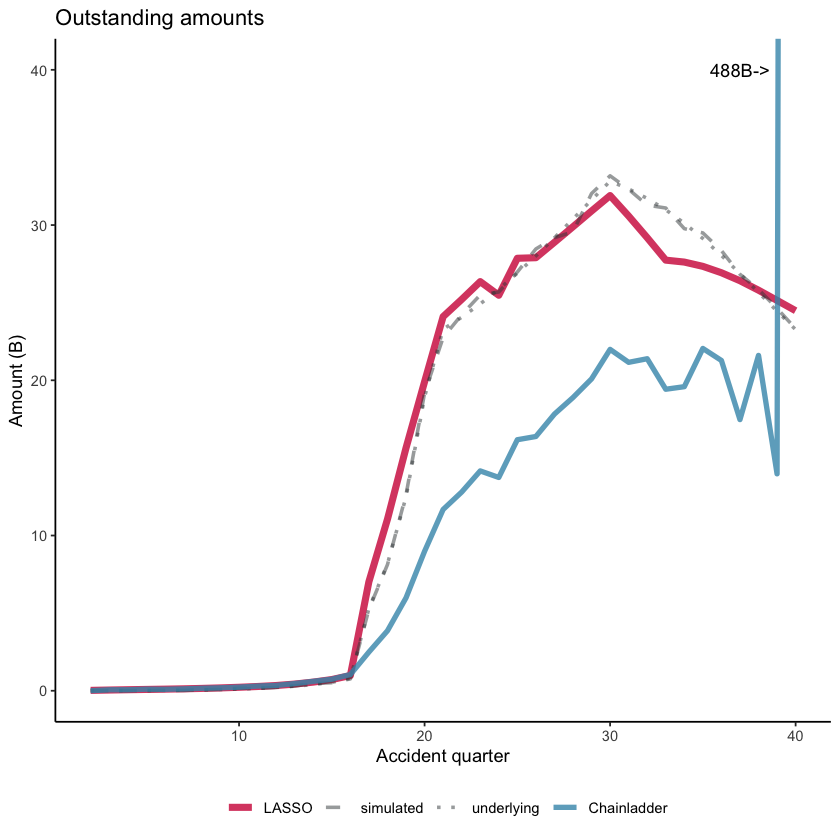 Outstanding amounts
40
488B->
30
20
10
0
Amount (B)
10 20 30 40
Accident quarter
LASSO simulated underlying Chainladder